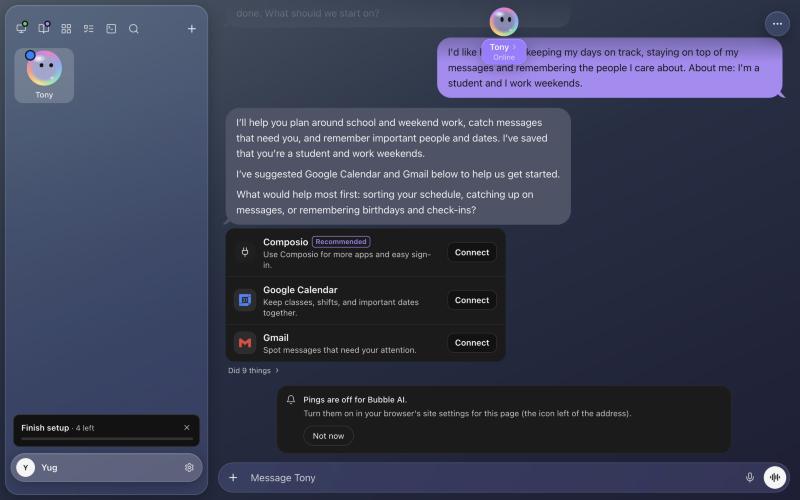 done. What should we start on?
Tony
Online
I'd like keeping my days on track, staying on top of my
messages and remembering the people I care about. About me: I'm a
student and I work weekends.
Tony
I'll help you plan around school and weekend work, catch messages
that need you, and remember important people and dates. I've saved
that you're a student and work weekends.
I've suggested Google Calendar and Gmail below to help us get started.
What would help most first: sorting your schedule, catching up on
messages, or remembering birthdays and check-ins?
Composio Recommended
Use Composio for more apps and easy sign-
in.
Connect
Google Calendar
Keep classes, shifts, and important dates
together.
Connect
Gmail
Spot messages that need your attention.
Connect
Did 9 things
Pings are off for Bubble AI.
Turn them on in your browser's site settings for this page (the icon left of the address).
Not now
Finish setup · 4 left
Y Yug
Message Tony